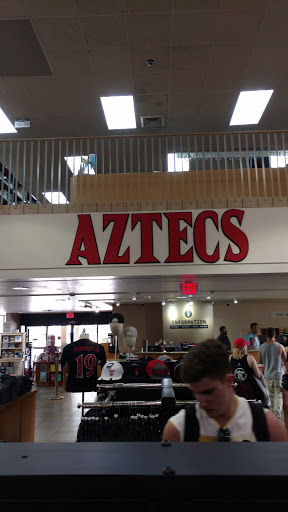 AZTECS
EXIT
INFORMATION
19